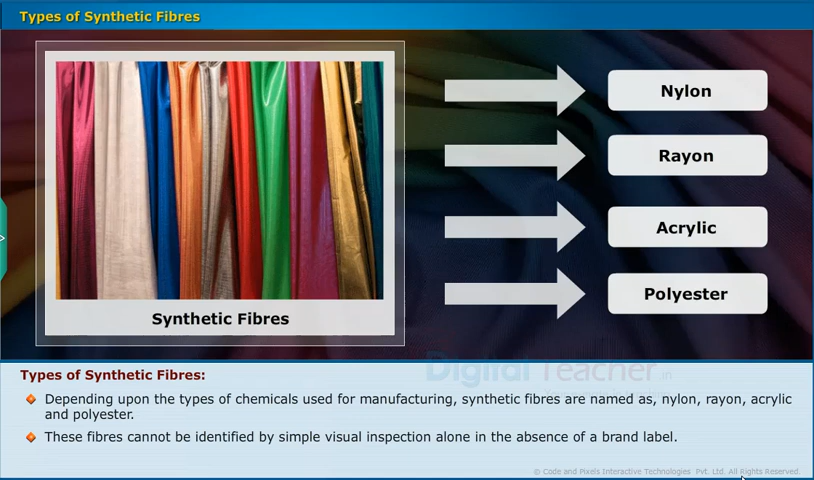 Types of Synthetic Fibres
Nylon
Rayon
Acrylic
Polyester
Synthetic Fibres
Digital Teacher.in
Types of Synthetic Fibres:
Depending upon the types of chemicals used for manufacturing, synthetic fibres are named as, nylon, rayon, acrylic
and polyester.
These fibres cannot be identified by simple visual inspection alone in the absence of a brand label.
© Code and Pixels Interactive Technologies Pvt. Ltd. All Rights Reserved.